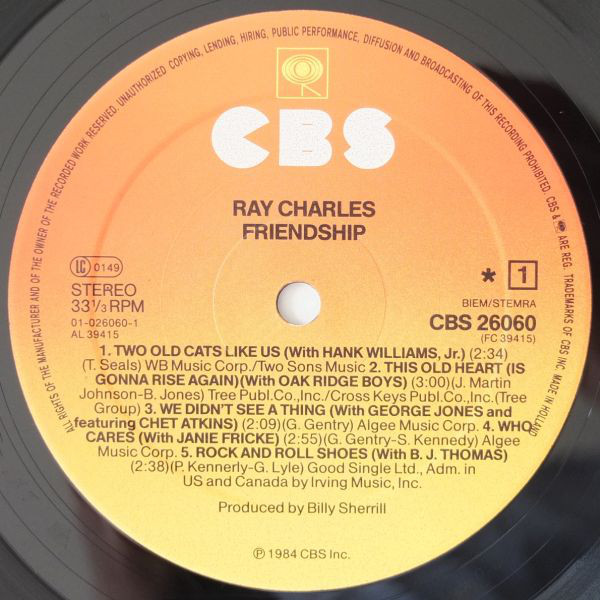 ALL RIGHTS OF THE MANUFACTURER AND OF THE OWNER OF THE RECORDED WORK RESERVED. UNAUTHORIZED COPYING, LENDING, HIRING, PUBLIC PERFORMANCE, DIFFUSION AND BROADCASTING OF THIS RECORDING PROHIBITED. CBS & ARE REG. TRADEMARKS OF CBS INC. MADE IN HOLLAND
CBS
RAY CHARLES
FRIENDSHIP
LC 0149
STEREO
33 1/3 RPM
01-026060-1
AL 39415
* 1
BIEM/STEMRA
CBS 26060
(FC 39415)
1. TWO OLD CATS LIKE US (With HANK WILLIAMS, Jr.) (2:34)
(T. Seals) WB Music Corp./Two Sons Music 2. THIS OLD HEART (IS
GONNA RISE AGAIN)(With OAK RIDGE BOYS) (3:00)(J. Martin
Johnson-B. Jones) Tree Publ.Co., Inc./Cross Keys Publ.Co., Inc.(Tree
Group) 3. WE DIDN'T SEE A THING (With GEORGE JONES and
featuring CHET ATKINS) (2:09)(G. Gentry) Algee Music Corp. 4. WHO
CARES (With JANIE FRICKE) (2:55)(G. Gentry-S. Kennedy) Algee
Music Corp. 5. ROCK AND ROLL SHOES (With B. J. THOMAS)
(2:38)(P. Kennerly-G. Lyle) Good Single Ltd., Adm. in
US and Canada by Irving Music, Inc.
Produced by Billy Sherrill
℗ 1984 CBS Inc.